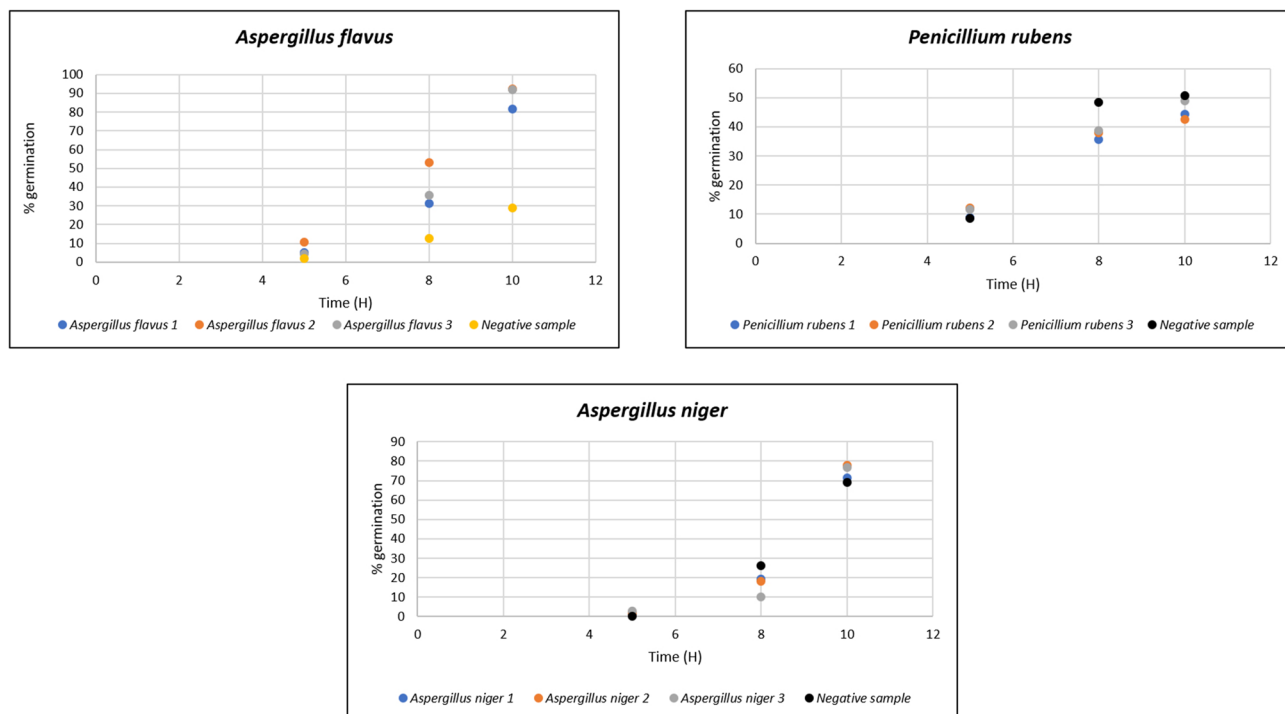 Aspergillus flavus
100
90
80
70
60
50
40
30
20
10
0
% germination
0 2 4 6 8 10 12
Time (H)
Aspergillus flavus 1 Aspergillus flavus 2 Aspergillus flavus 3 Negative sample
Penicillium rubens
60
50
40
30
20
10
0
% germination
0 2 4 6 8 10 12
Time (H)
Penicillium rubens 1 Penicillium rubens 2 Penicillium rubens 3 Negative sample
Aspergillus niger
90
80
70
60
50
40
30
20
10
0
% germination
0 2 4 6 8 10 12
Time (H)
Aspergillus niger 1 Aspergillus niger 2 Aspergillus niger 3 Negative sample